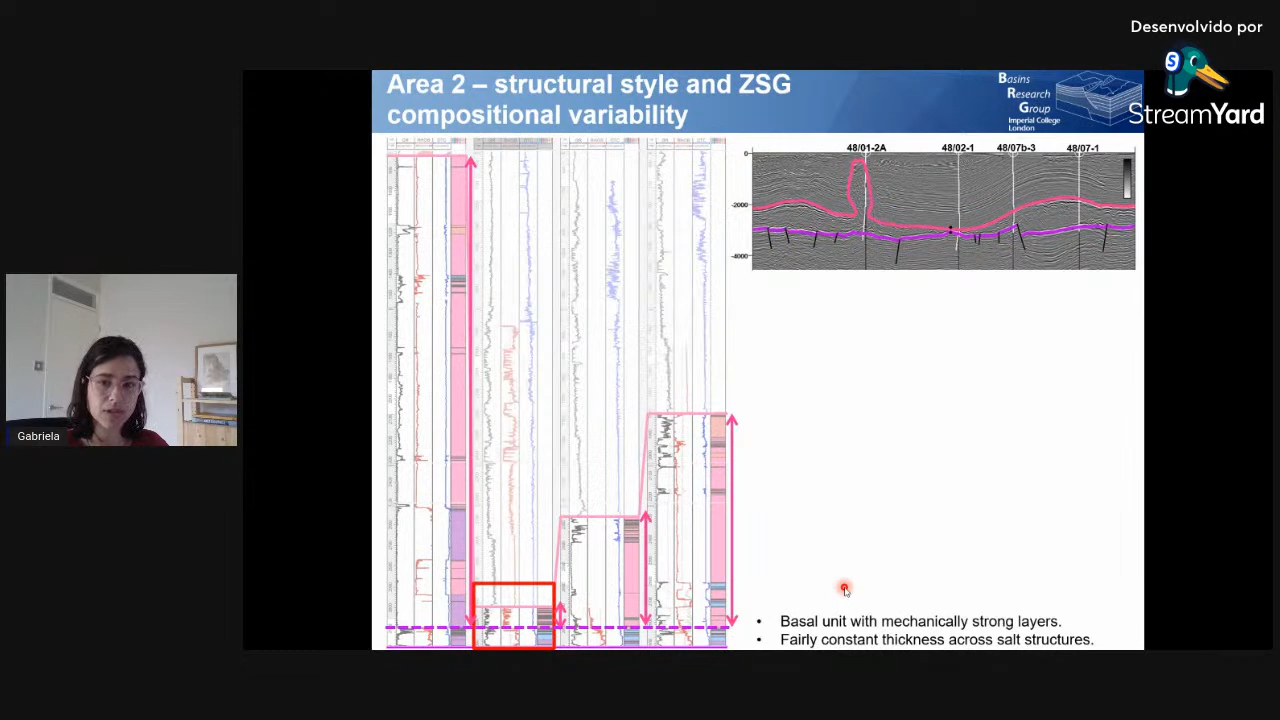 Desenvolvido por
StreamYard
Area 2 – structural style and ZSG
compositional variability
Basins
Research
Group
Imperial College
London
48/01-2A
48/02-1
48/07b-3
48/07-1
0
-2000
-4000
Gabriela
• Basal unit with mechanically strong layers.
• Fairly constant thickness across salt structures.